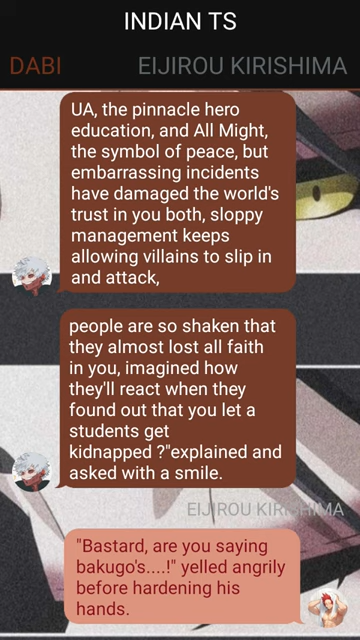 INDIAN TS
DABI
EIJIROU KIRISHIMA
UA, the pinnacle hero
education, and All Might,
the symbol of peace, but
embarrassing incidents
have damaged the world's
trust in you both, sloppy
management keeps
allowing villains to slip in
and attack,
people are so shaken that
they almost lost all faith
in you, imagined how
they'll react when they
found out that you let a
students get
kidnapped ?"explained and
asked with a smile.
EIJIROU KIRISHIMA
"Bastard, are you saying
bakugo's....!" yelled angrily
before hardening his
hands.